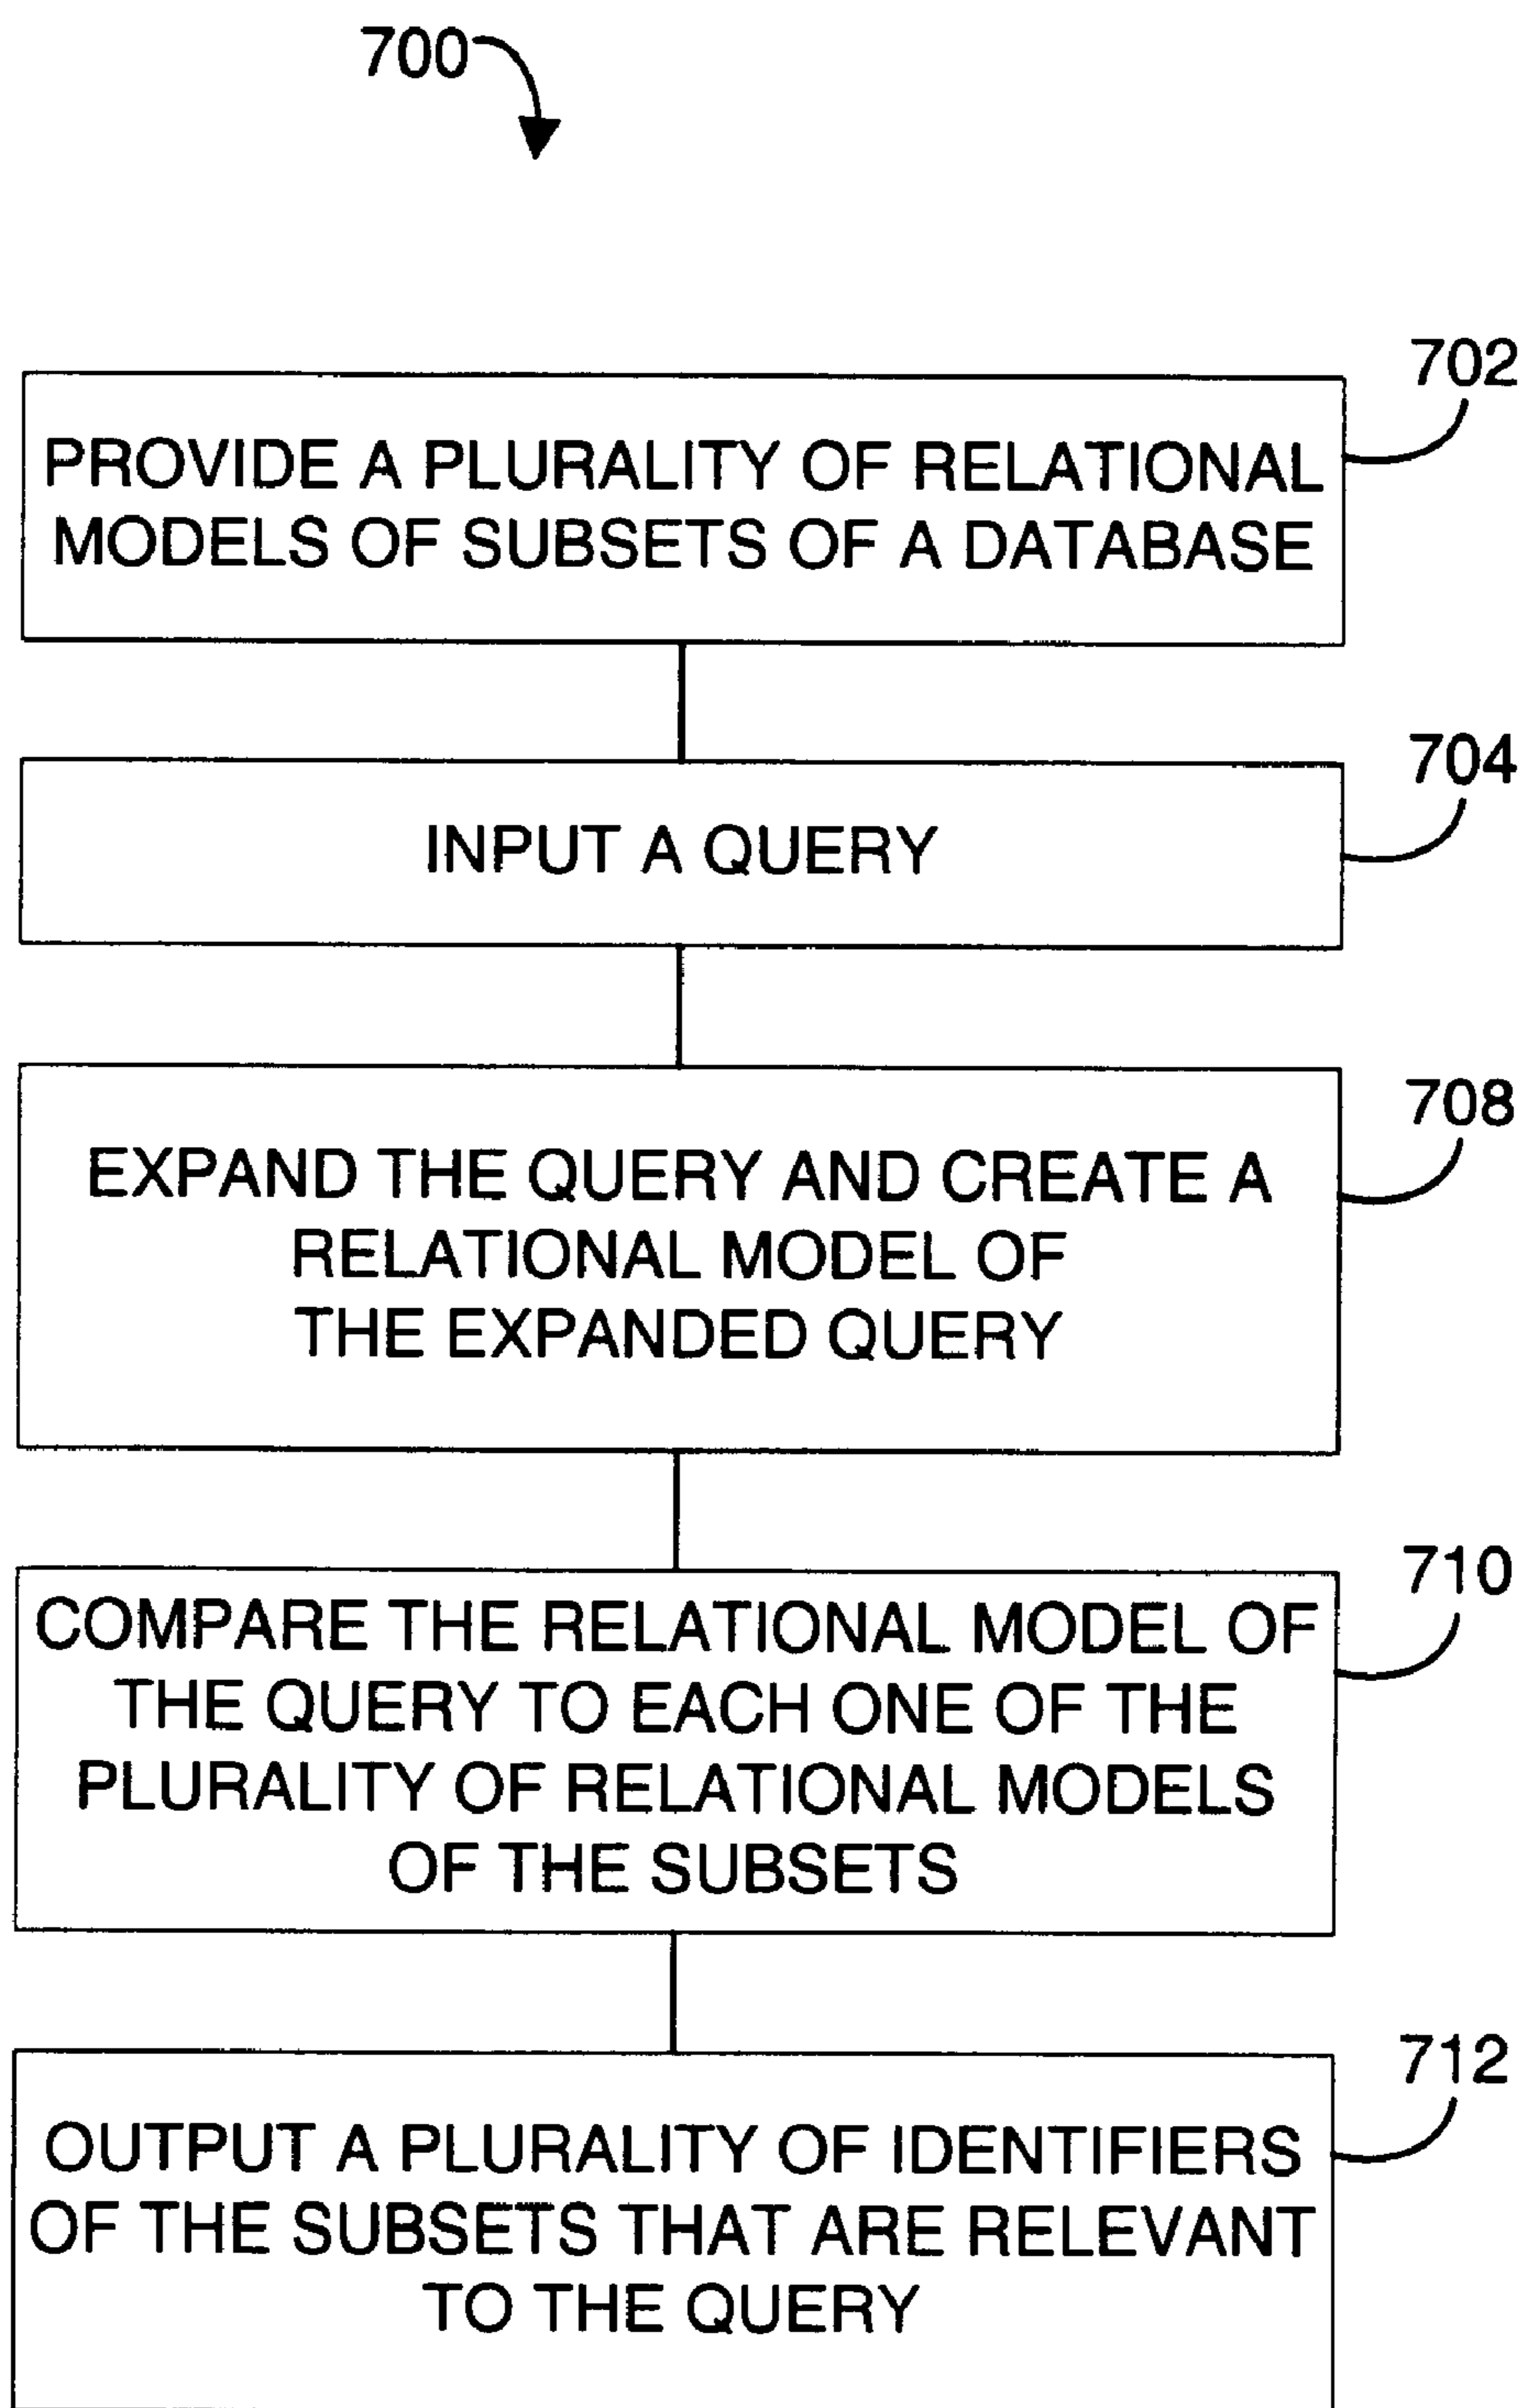 700
702
PROVIDE A PLURALITY OF RELATIONAL
MODELS OF SUBSETS OF A DATABASE
704
INPUT A QUERY
708
EXPAND THE QUERY AND CREATE A
RELATIONAL MODEL OF
THE EXPANDED QUERY
710
COMPARE THE RELATIONAL MODEL OF
THE QUERY TO EACH ONE OF THE
PLURALITY OF RELATIONAL MODELS
OF THE SUBSETS
712
OUTPUT A PLURALITY OF IDENTIFIERS
OF THE SUBSETS THAT ARE RELEVANT
TO THE QUERY